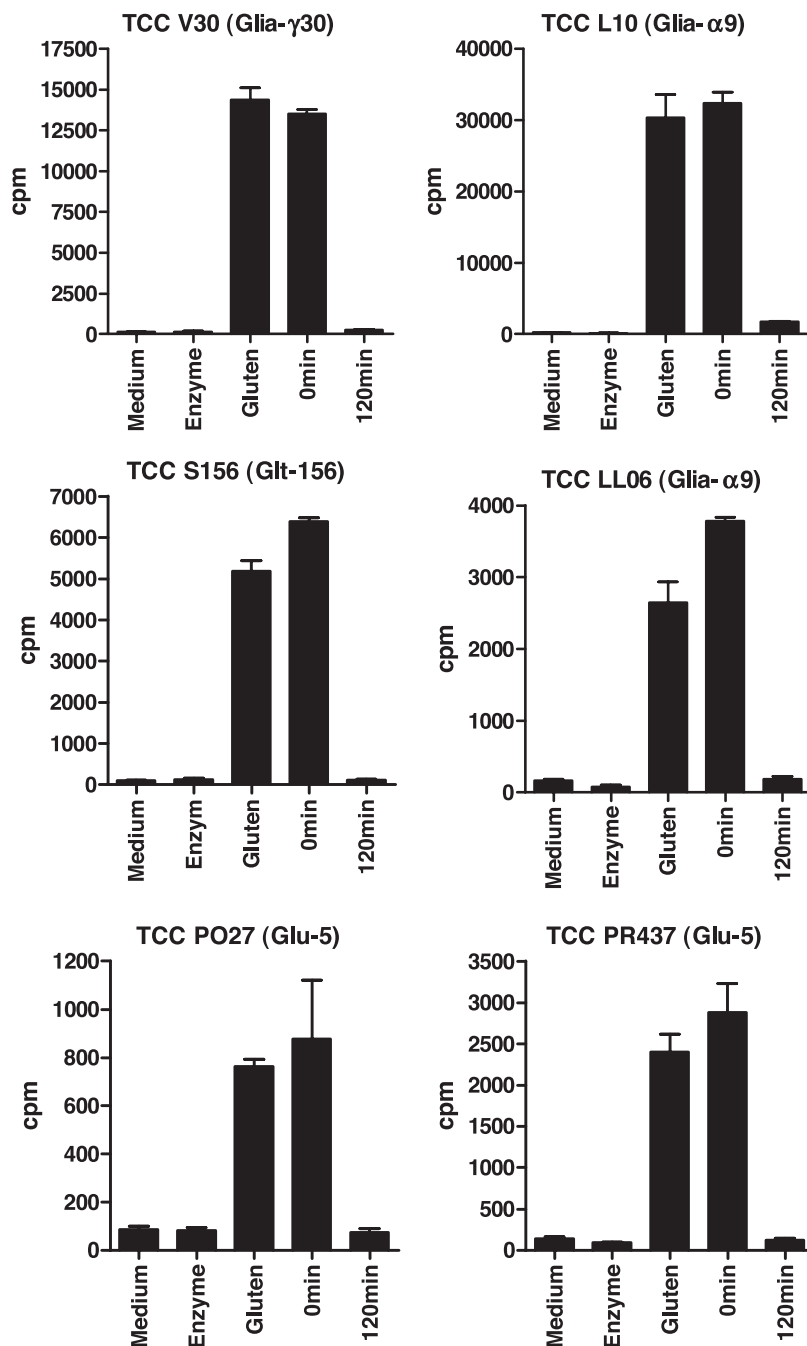 TCC V30 (Glia-γ30)
17500
15000
12500
10000
7500
5000
2500
0
cpm
Medium
Enzyme
Gluten
0min
120min
TCC L10 (Glia-α9)
40000
30000
20000
10000
0
cpm
Medium
Enzyme
Gluten
0min
120min
TCC S156 (Glt-156)
7000
6000
5000
4000
3000
2000
1000
0
cpm
Medium
Enzym
Gluten
0min
120min
TCC LL06 (Glia-α9)
4000
3000
2000
1000
0
cpm
Medium
Enzyme
Gluten
0min
120min
TCC PO27 (Glu-5)
1200
1000
800
600
400
200
0
cpm
Medium
Enzyme
Gluten
0min
120min
TCC PR437 (Glu-5)
3500
3000
2500
2000
1500
1000
500
0
cpm
Medium
Enzyme
Gluten
0min
120min